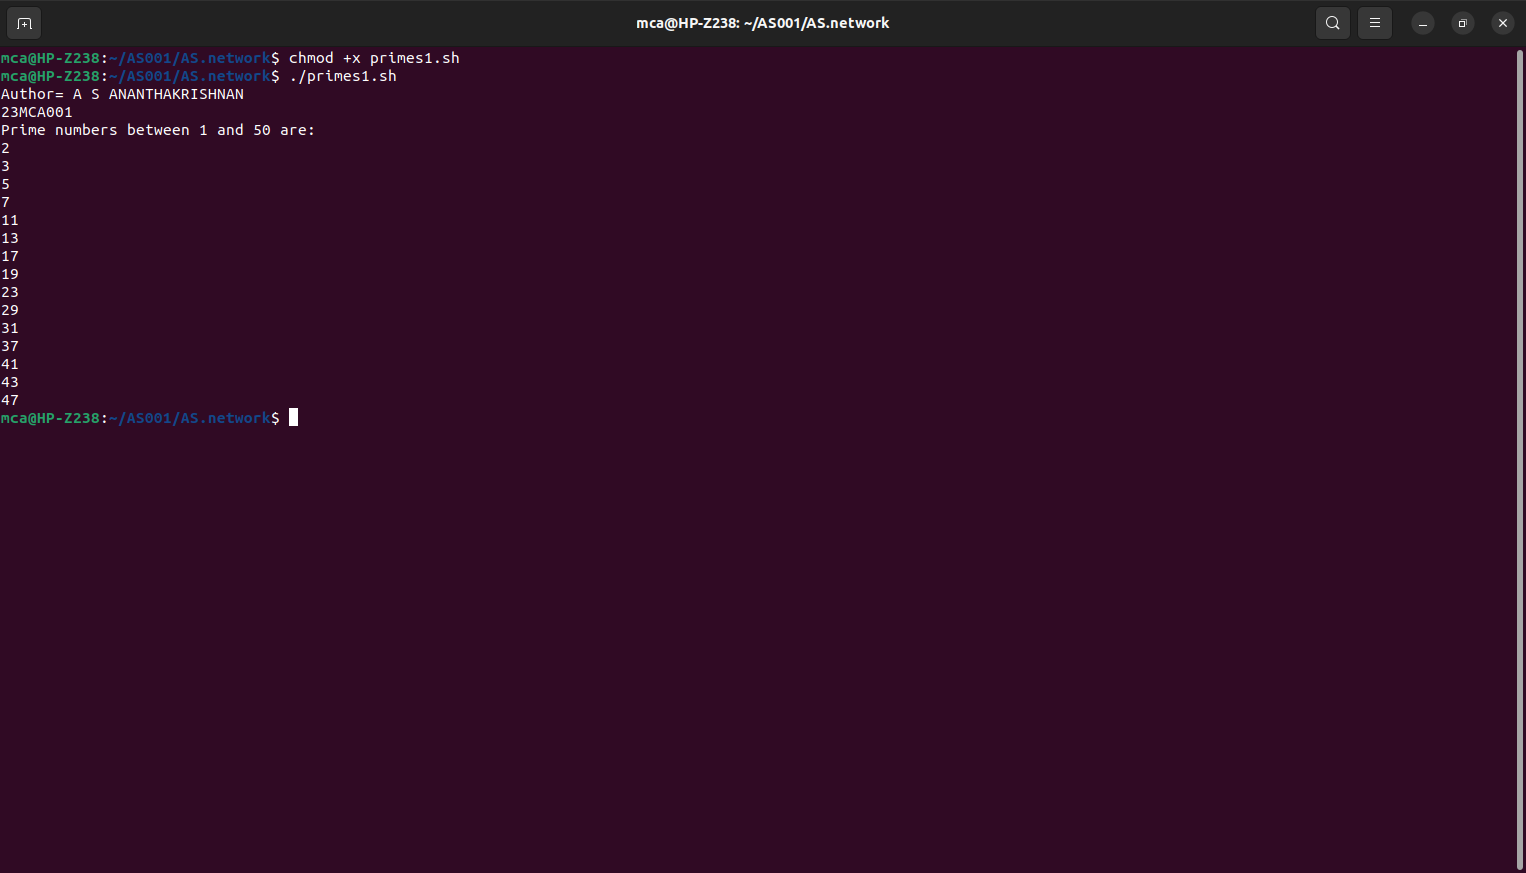 mca@HP-Z238: ~/AS001/AS.network
mca@HP-Z238:~/AS001/AS.network$ chmod +x primes1.sh
mca@HP-Z238:~/AS001/AS.network$ ./primes1.sh
Author= A S ANANTHAKRISHNAN
23MCA001
Prime numbers between 1 and 50 are:
2
3
5
7
11
13
17
19
23
29
31
37
41
43
47
mca@HP-Z238:~/AS001/AS.network$